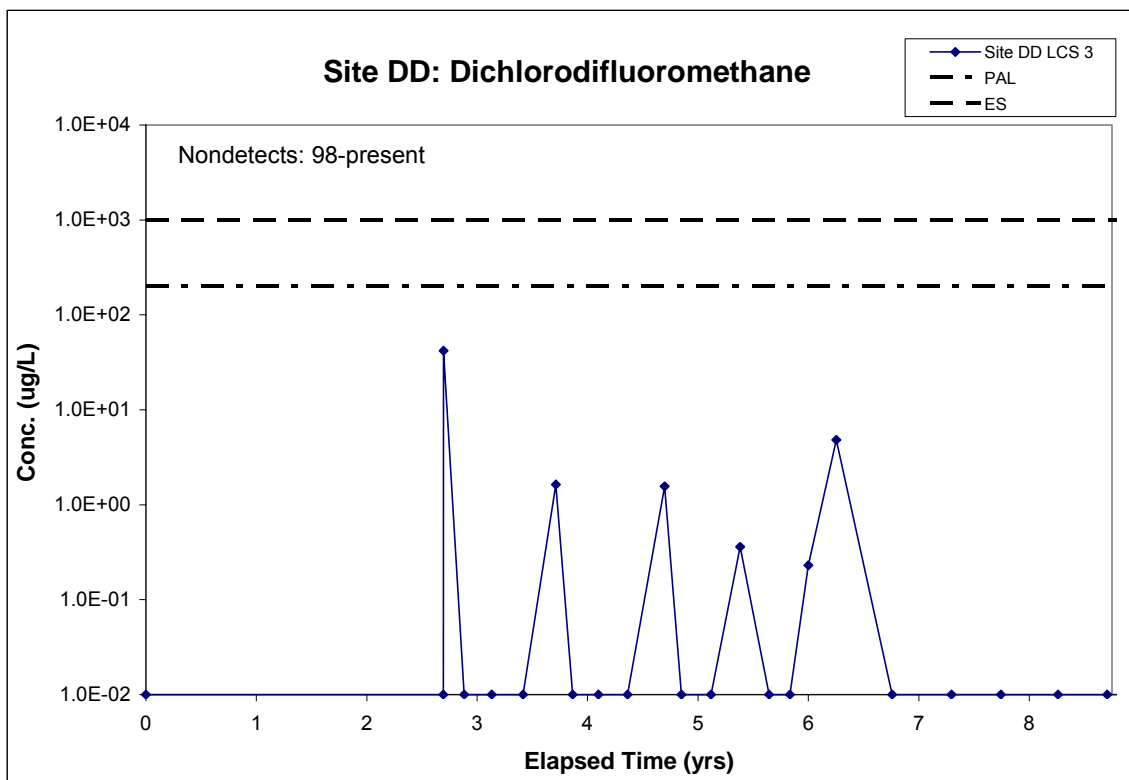 Site DD: Dichlorodifluoromethane
Site DD LCS 3
PAL
ES
Nondetects: 98-present
Conc. (ug/L)
1.0E+04
1.0E+03
1.0E+02
1.0E+01
1.0E+00
1.0E-01
1.0E-02
0 1 2 3 4 5 6 7 8
Elapsed Time (yrs)